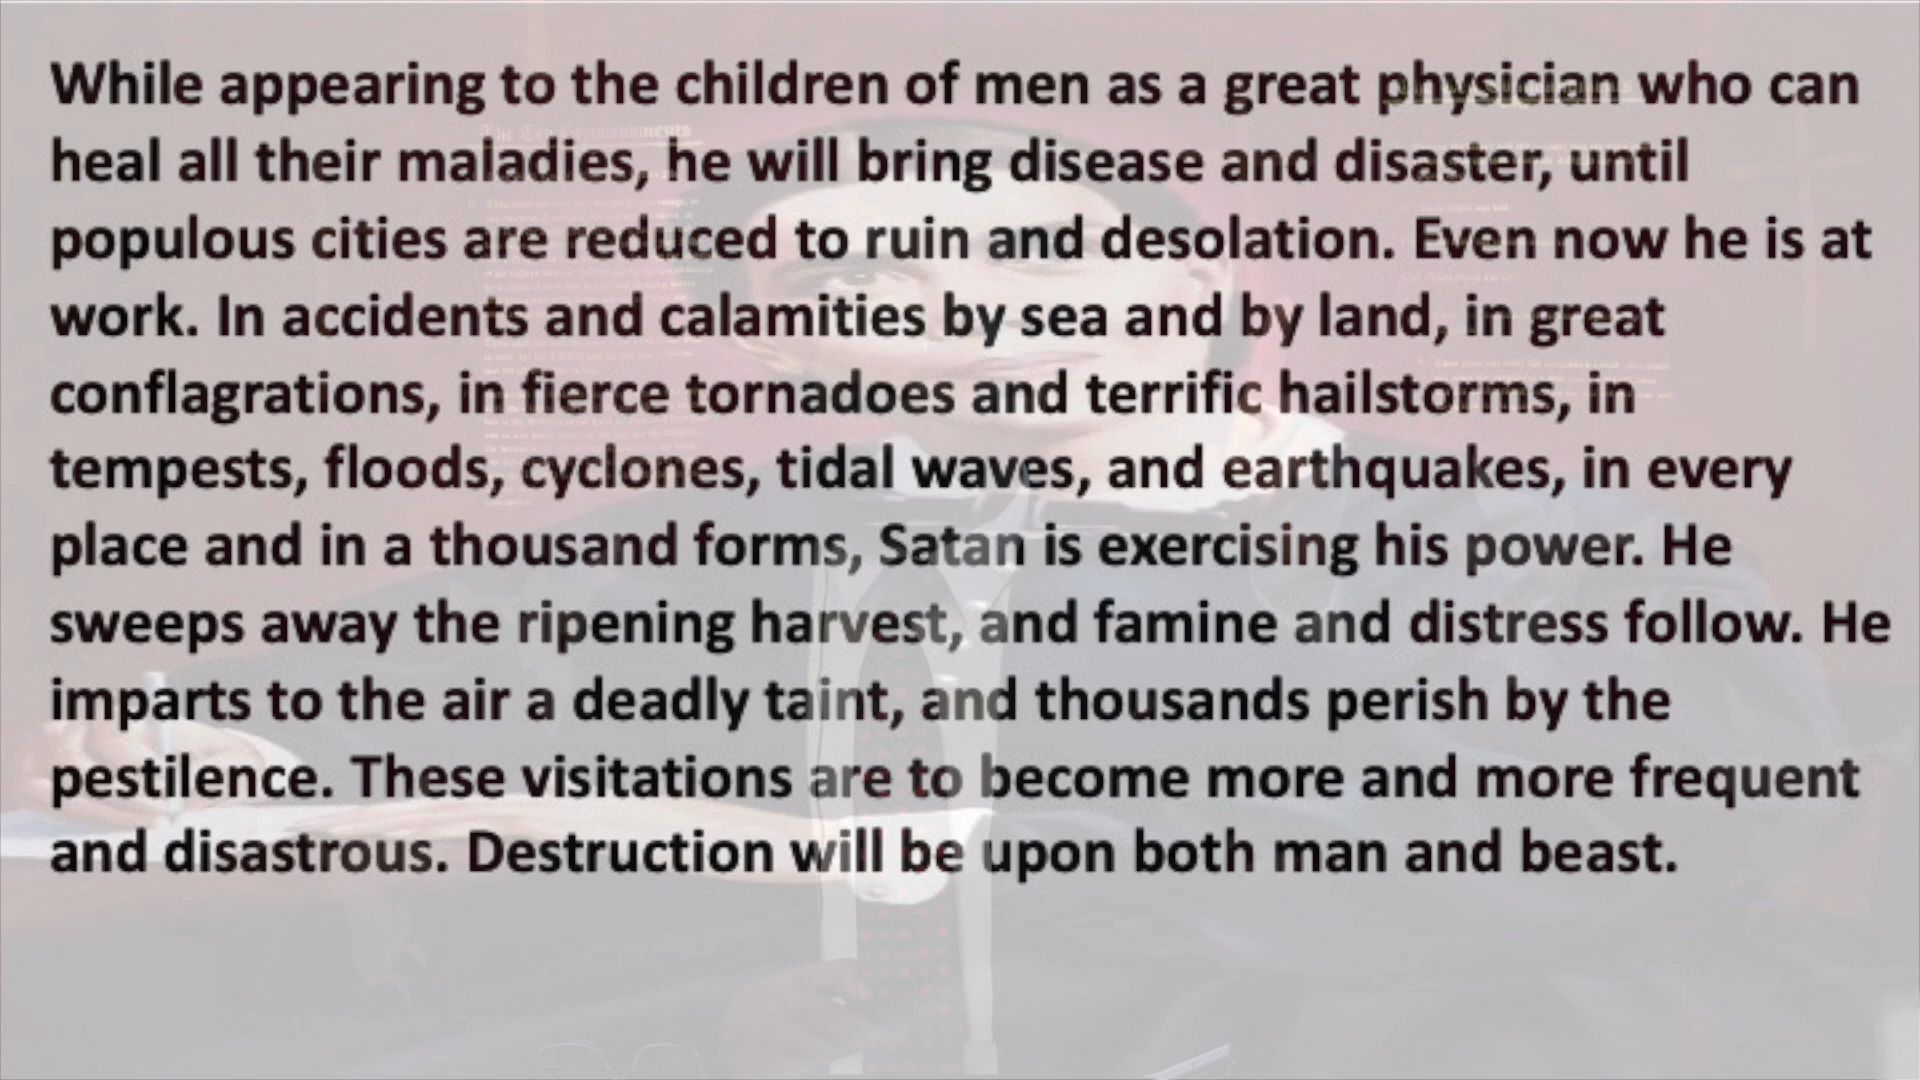 While appearing to the children of men as a great physician who can
heal all their maladies, he will bring disease and disaster, until
populous cities are reduced to ruin and desolation. Even now he is at
work. In accidents and calamities by sea and by land, in great
conflagrations, in fierce tornadoes and terrific hailstorms, in
tempests, floods, cyclones, tidal waves, and earthquakes, in every
place and in a thousand forms, Satan is exercising his power. He
sweeps away the ripening harvest, and famine and distress follow. He
imparts to the air a deadly taint, and thousands perish by the
pestilence. These visitations are to become more and more frequent
and disastrous. Destruction will be upon both man and beast.
The Ten Commandments